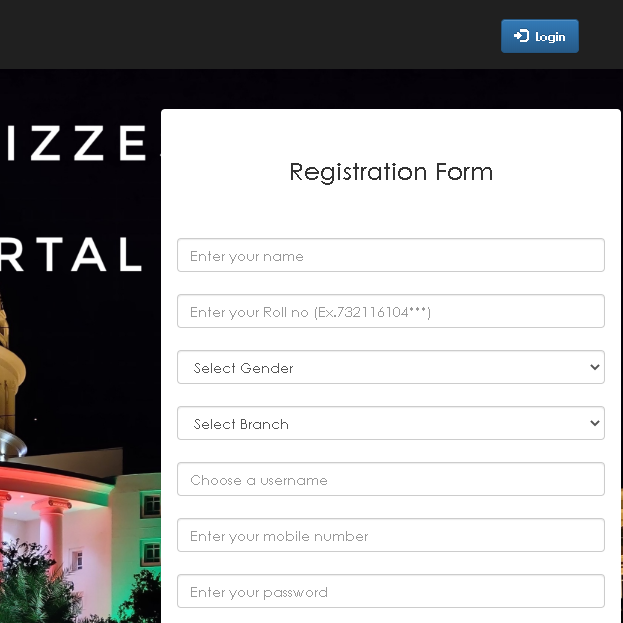 Login
IZZE
RTAL
Registration Form
Enter your name
Enter your Roll no (Ex.732116104***)
Select Gender
Select Branch
Choose a username
Enter your mobile number
Enter your password